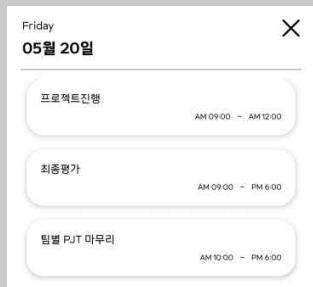 Friday
05월 20일
프로젝트진행
AM 09:00 ~ AM 12:00
최종평가
AM 09:00 ~ PM 6:00
팀별 PJT 마무리
AM 10:00 ~ PM 6:00